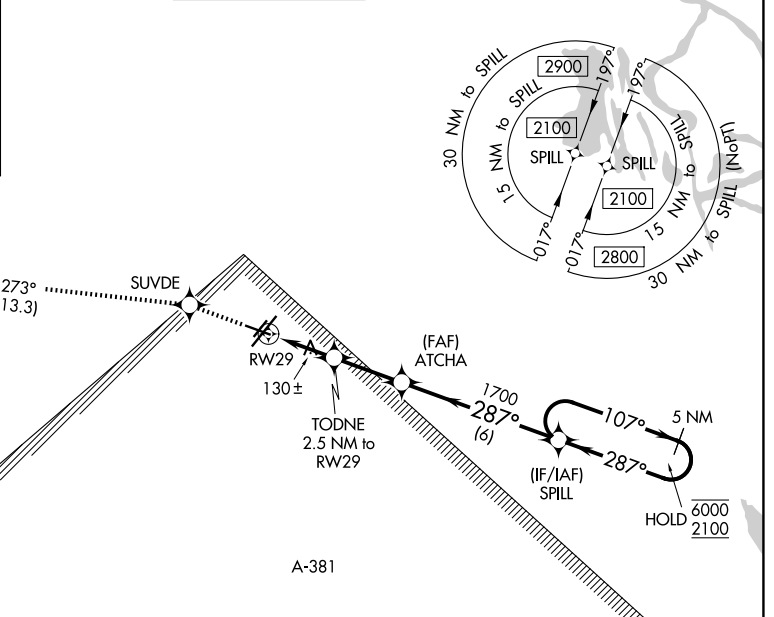 2900
197°
197°
30 NM to SPILL
15 NM to SPILL
2100
SPILL
SPILL
2100
15 NM to SPILL
30 NM to SPILL (NoPT)
017°
017°
2800
273°
13.3)
SUVDE
RW29
130±
TODNE
2.5 NM to
RW29
(FAF)
ATCHA
1700
287°
(6)
107°
5 NM
287°
(IF/IAF)
SPILL
HOLD
6000
2100
A-381